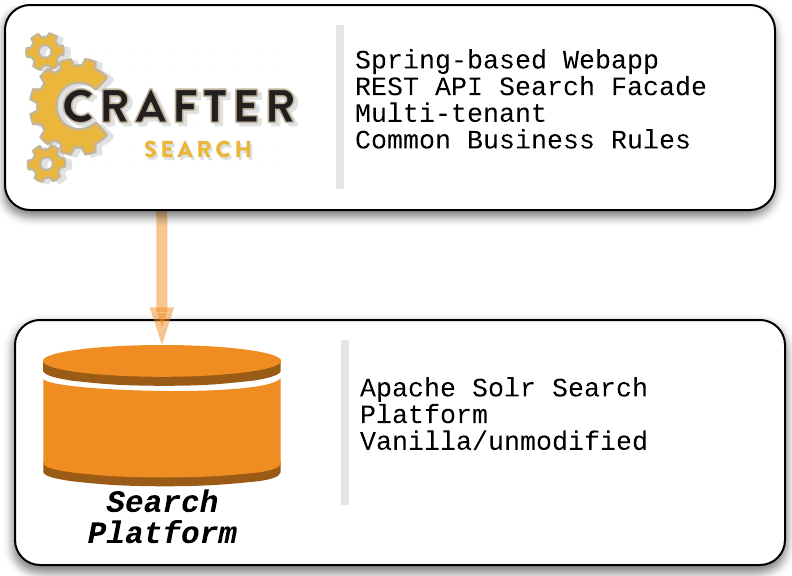 CRAFTER
SEARCH
Spring-based Webapp
REST API Search Facade
Multi-tenant
Common Business Rules
Search
Platform
Apache Solr Search
Platform
Vanilla/unmodified